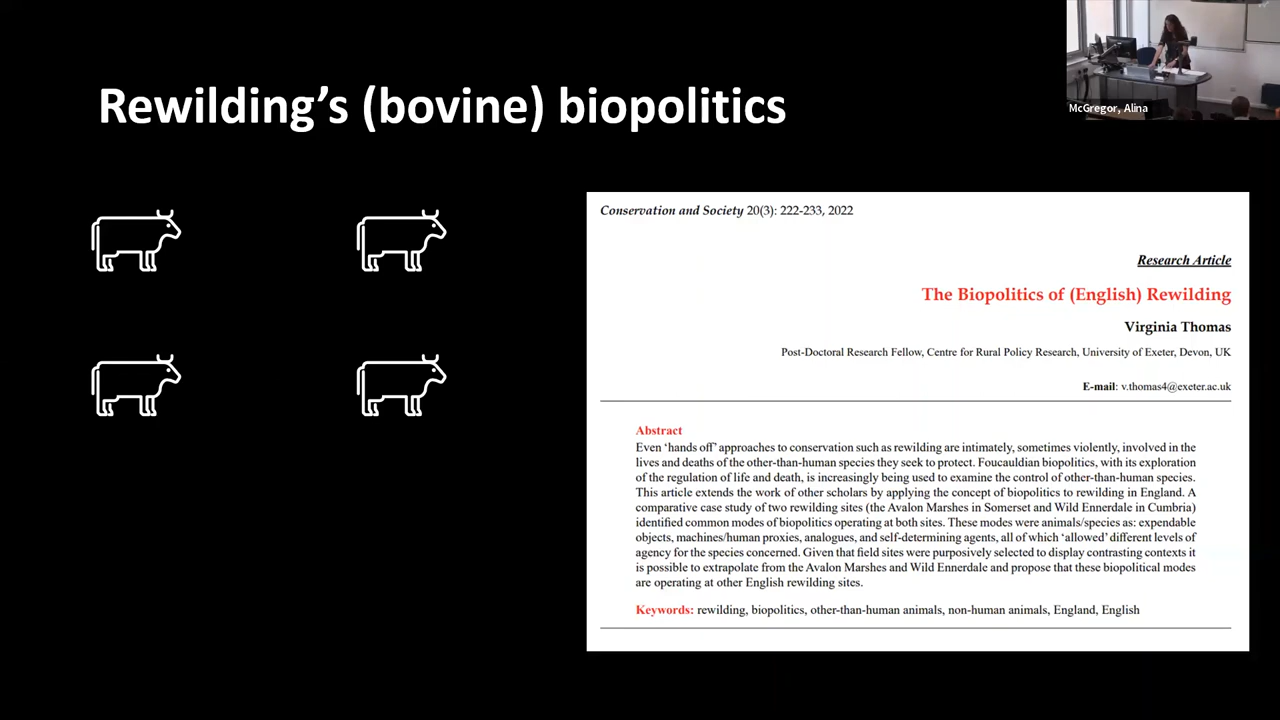 Rewilding's (bovine) biopolitics
McGregor, Alina
Conservation and Society 20(3): 222-233, 2022
Research Article
The Biopolitics of (English) Rewilding
Virginia Thomas
Post-Doctoral Research Fellow, Centre for Rural Policy Research, University of Exeter, Devon, UK
E-mail: v.thomas4@exeter.ac.uk
Abstract
Even ‘hands off’ approaches to conservation such as rewilding are intimately, sometimes violently, involved in the
lives and deaths of the other-than-human species they seek to protect. Foucauldian biopolitics, with its exploration
of the regulation of life and death, is increasingly being used to examine the control of other-than-human species.
This article extends the work of other scholars by applying the concept of biopolitics to rewilding in England. A
comparative case study of two rewilding sites (the Avalon Marshes in Somerset and Wild Ennerdale in Cumbria)
identified common modes of biopolitics operating at both sites. These modes were animals/species as: expendable
objects, machines/human proxies, analogues, and self-determining agents, all of which ‘allowed’ different levels of
agency for the species concerned. Given that field sites were purposively selected to display contrasting contexts it
is possible to extrapolate from the Avalon Marshes and Wild Ennerdale and propose that these biopolitical modes
are operating at other English rewilding sites.
Keywords: rewilding, biopolitics, other-than-human animals, non-human animals, England, English